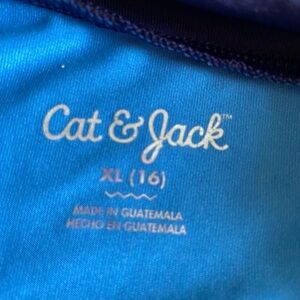 Cat & Jack™
XL (16)
MADE IN GUATEMALA
HECHO EN GUATEMALA